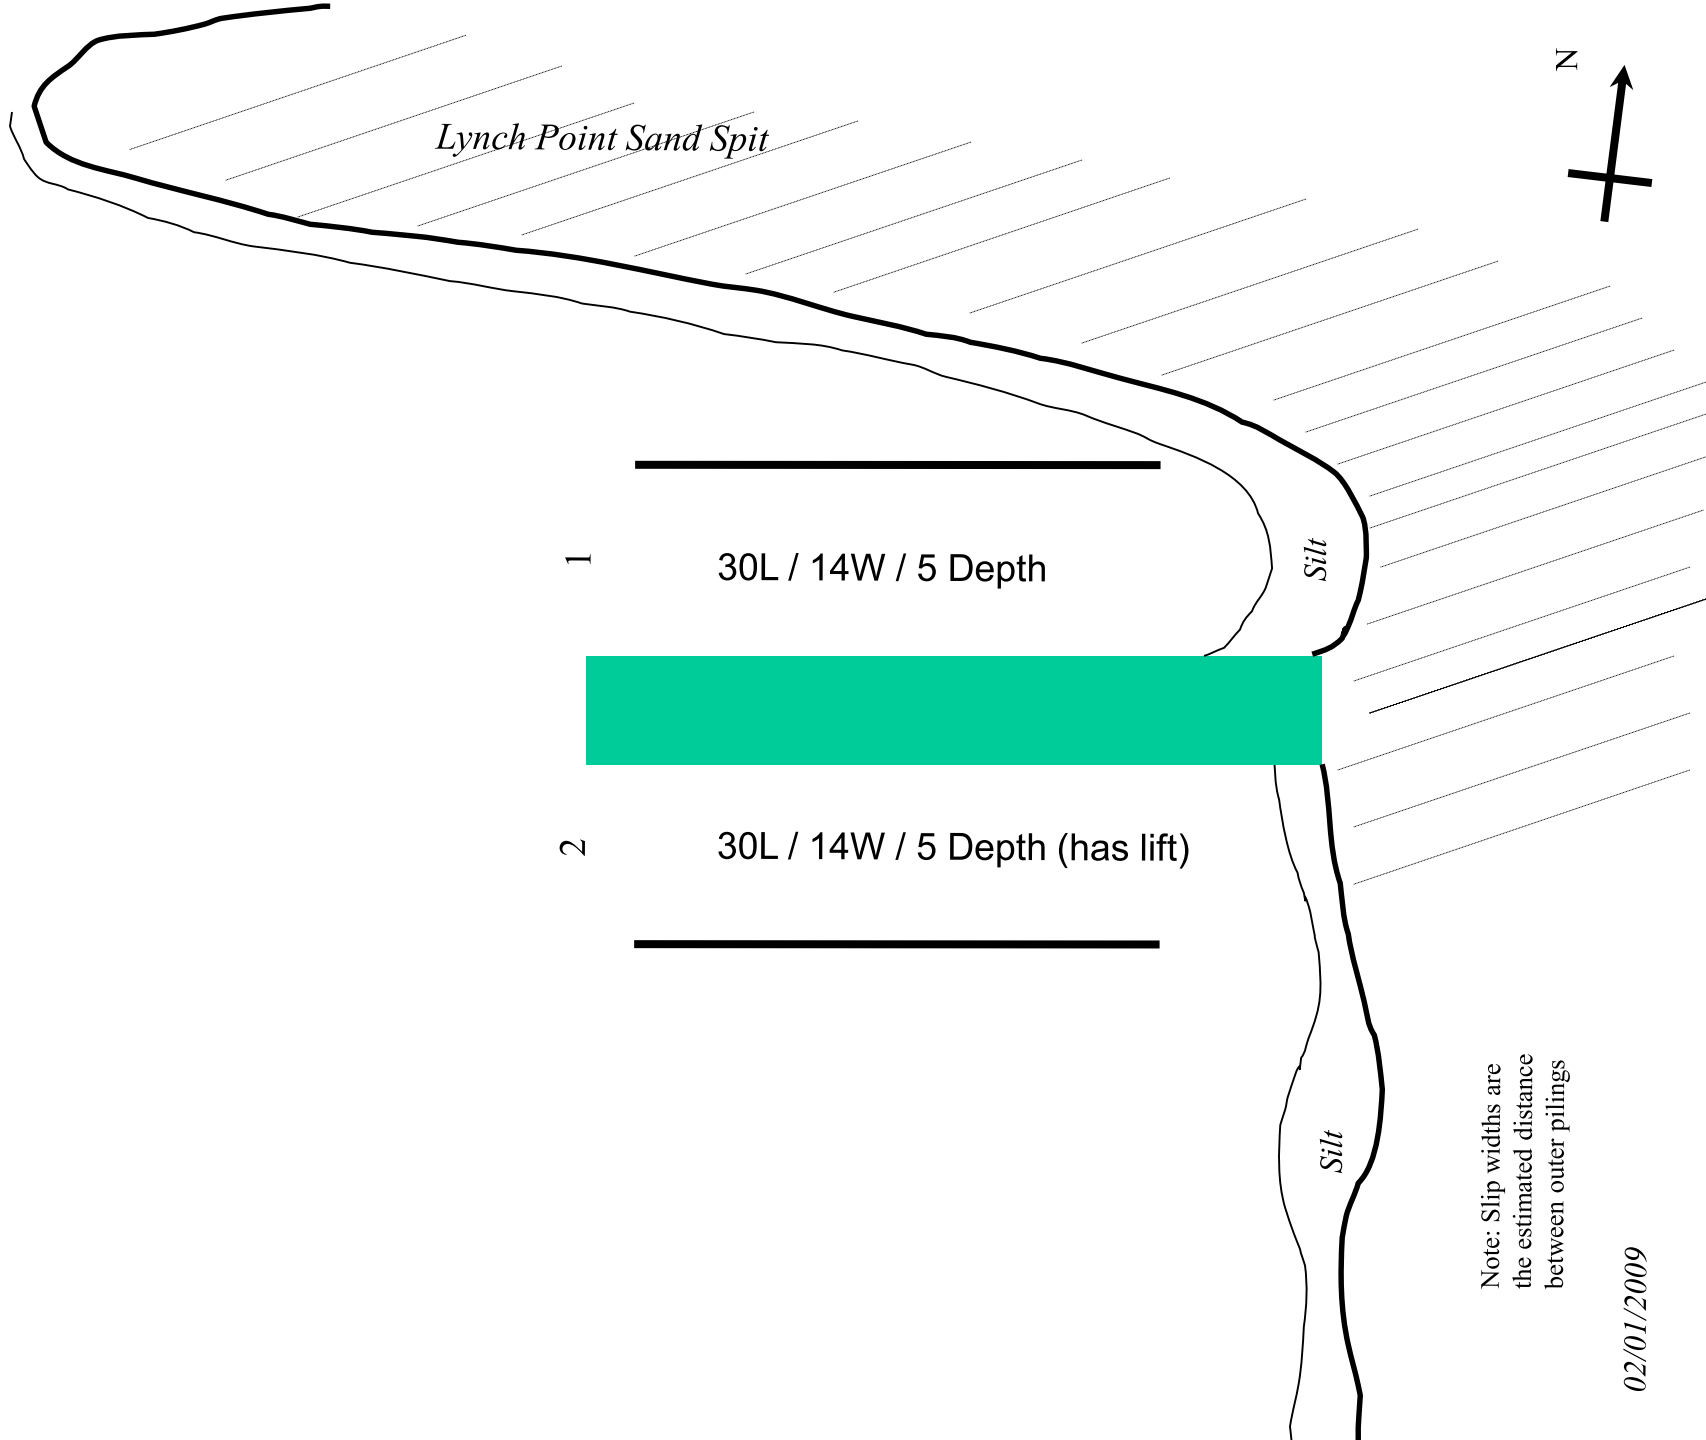 N
Lynch Point Sand Spit
1
30L / 14W / 5 Depth
Silt
2
30L / 14W / 5 Depth (has lift)
Silt
Note: Slip widths are
the estimated distance
between outer pilings
02/01/2009